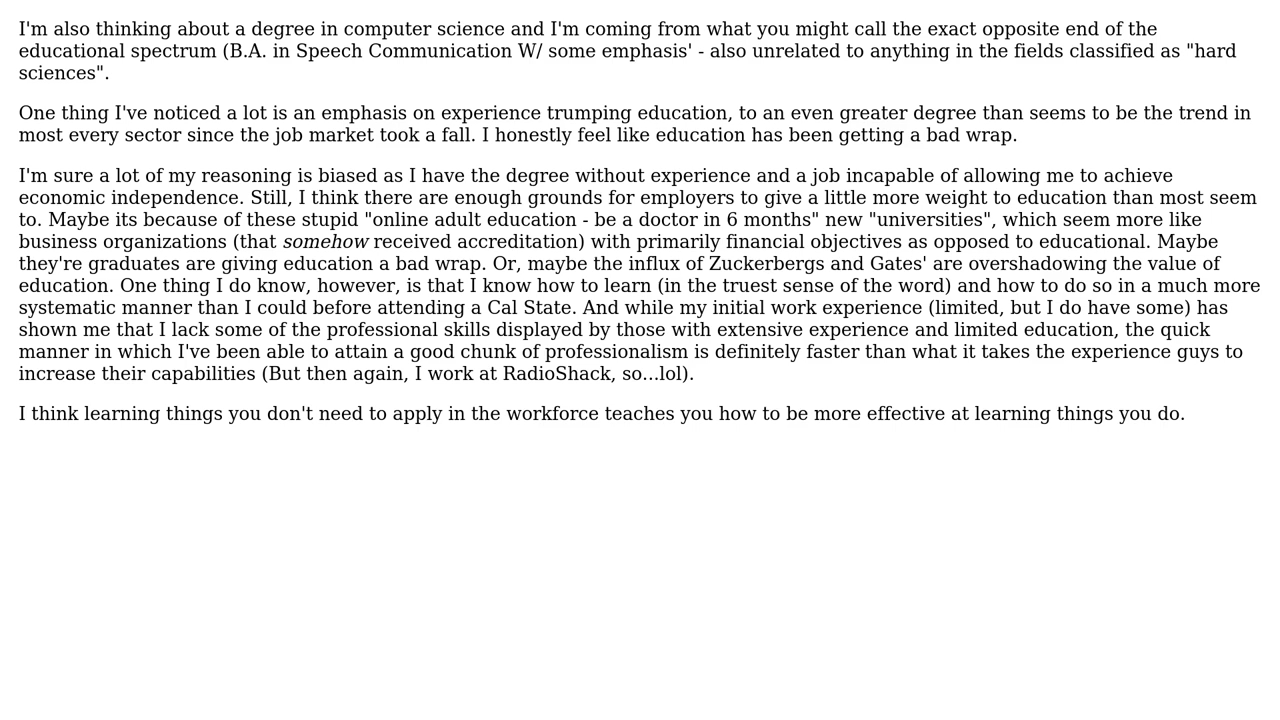 I'm also thinking about a degree in computer science and I'm coming from what you might call the exact opposite end of the
educational spectrum (B.A. in Speech Communication W/ some emphasis' - also unrelated to anything in the fields classified as "hard
sciences".
One thing I've noticed a lot is an emphasis on experience trumping education, to an even greater degree than seems to be the trend in
most every sector since the job market took a fall. I honestly feel like education has been getting a bad wrap.
I'm sure a lot of my reasoning is biased as I have the degree without experience and a job incapable of allowing me to achieve
economic independence. Still, I think there are enough grounds for employers to give a little more weight to education than most seem
to. Maybe its because of these stupid "online adult education - be a doctor in 6 months" new "universities", which seem more like
business organizations (that somehow received accreditation) with primarily financial objectives as opposed to educational. Maybe
they're graduates are giving education a bad wrap. Or, maybe the influx of Zuckerbergs and Gates' are overshadowing the value of
education. One thing I do know, however, is that I know how to learn (in the truest sense of the word) and how to do so in a much more
systematic manner than I could before attending a Cal State. And while my initial work experience (limited, but I do have some) has
shown me that I lack some of the professional skills displayed by those with extensive experience and limited education, the quick
manner in which I've been able to attain a good chunk of professionalism is definitely faster than what it takes the experience guys to
increase their capabilities (But then again, I work at RadioShack, so...lol).
I think learning things you don't need to apply in the workforce teaches you how to be more effective at learning things you do.